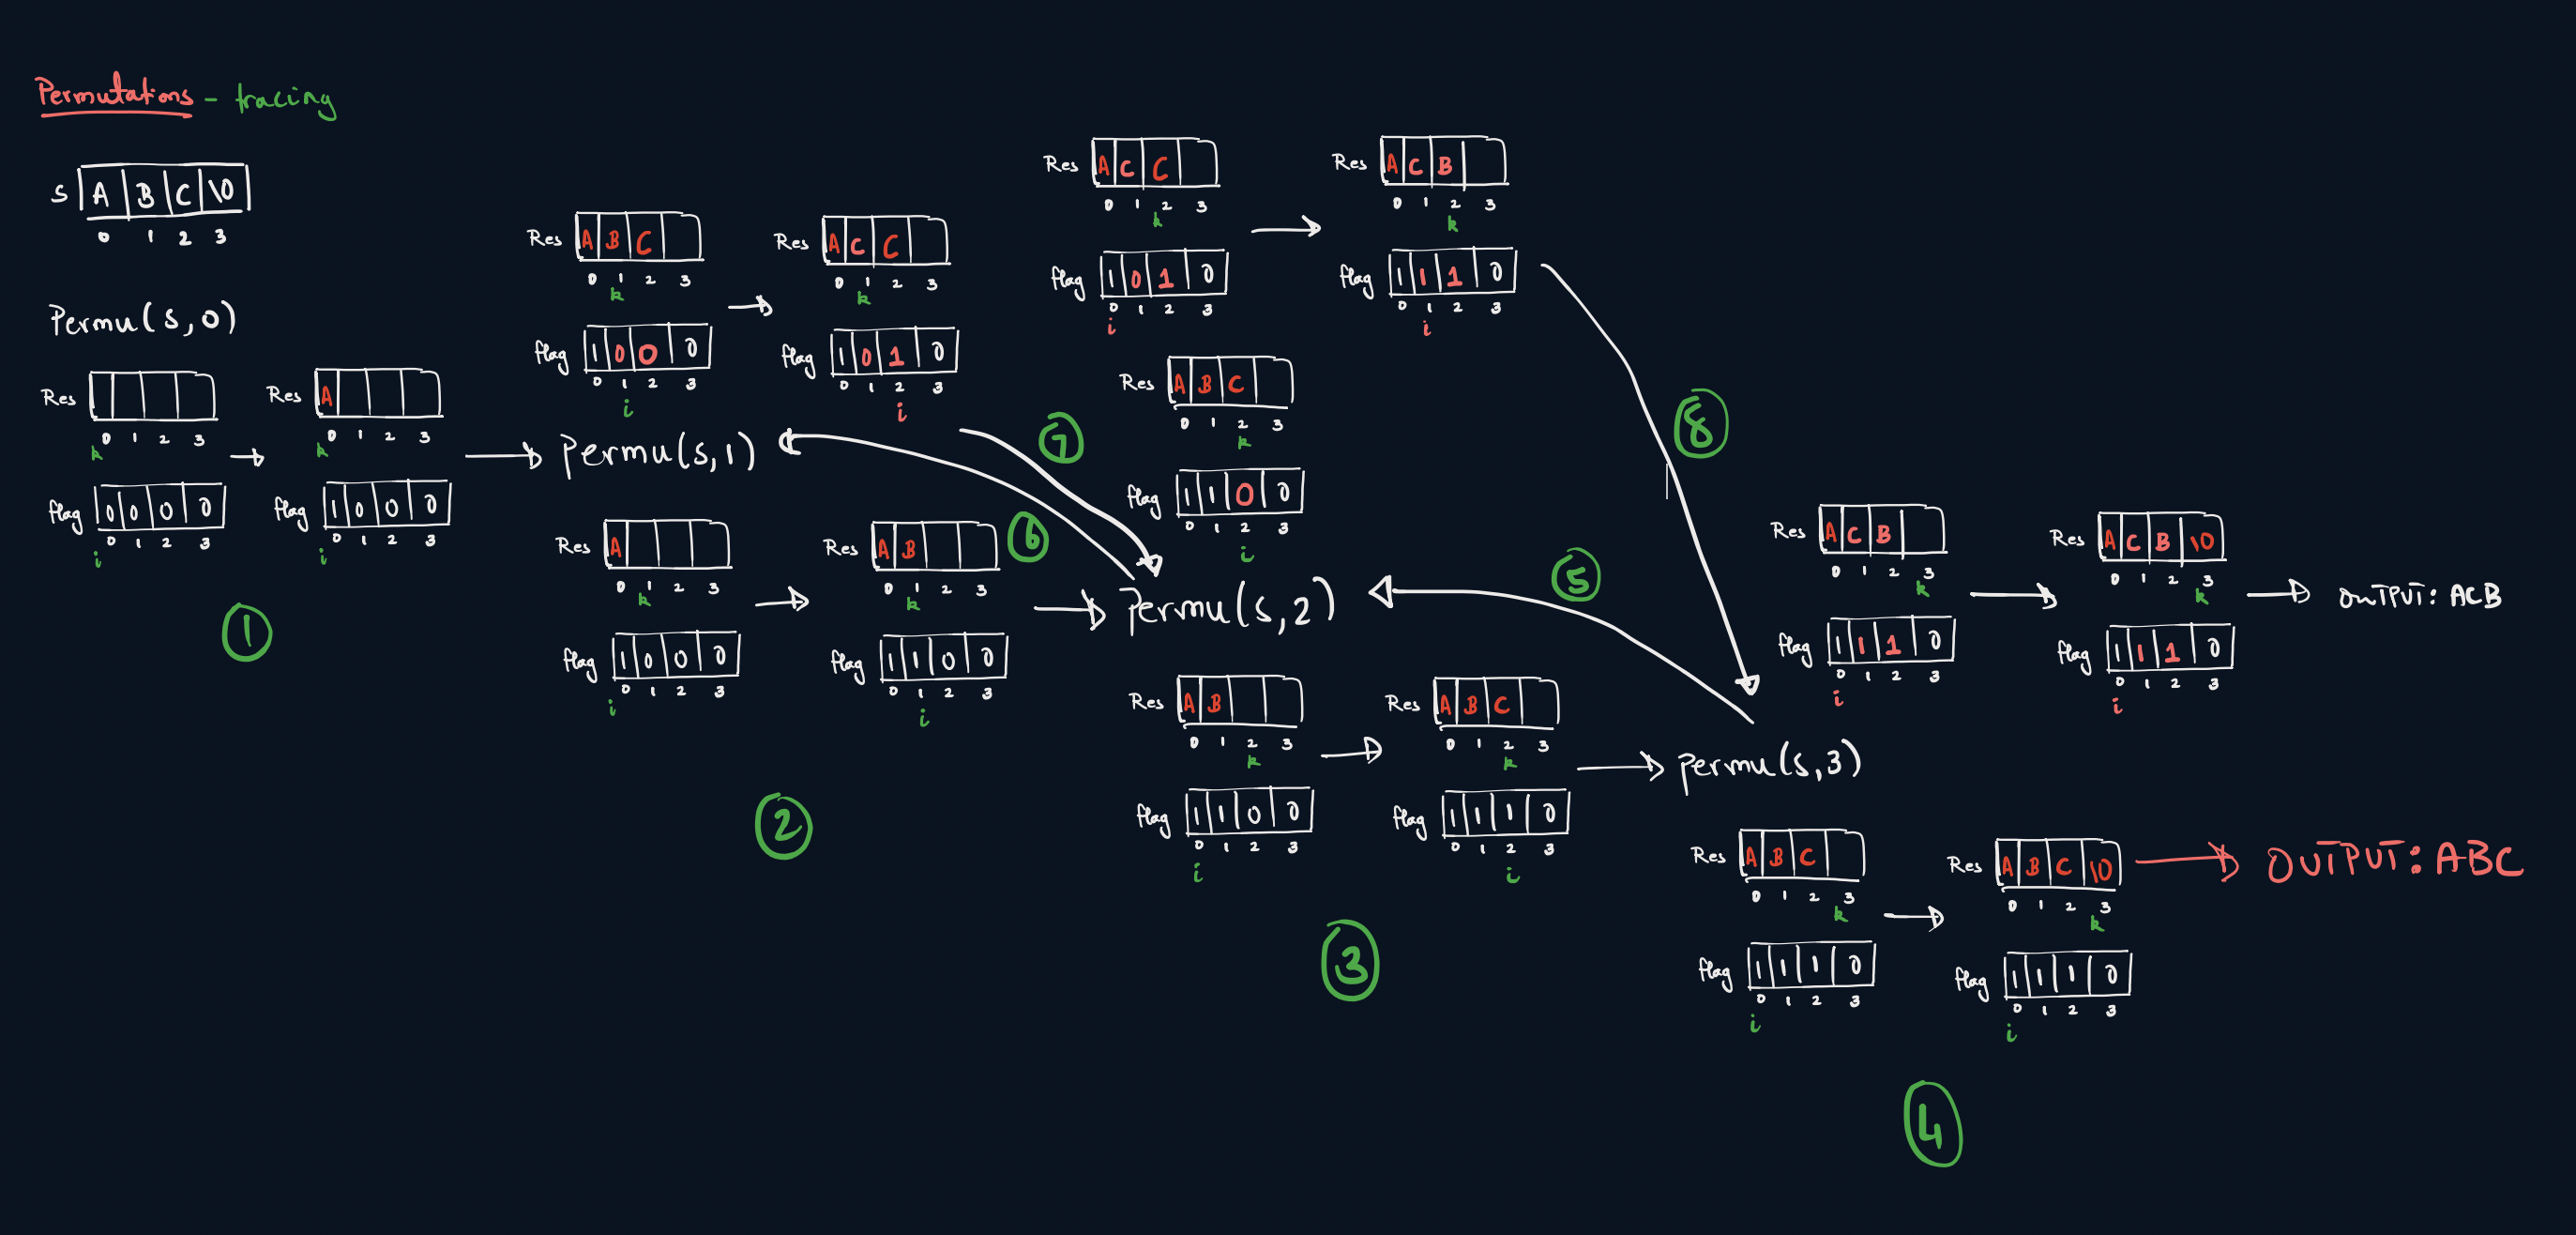 Permutations - tracing
S A B C \0
0 1 2 3
Permu(S,0)
Res
0 1 2 3
k
flag 0 0 0 0
0 1 2 3
i
Res A
0 1 2 3
k
flag 1 0 0 0
0 1 2 3
i
1
Permu(S,1)
Res A
0 1 2 3
k
flag 1 0 0 0
0 1 2 3
i
Res A B
0 1 2 3
k
flag 1 1 0 0
0 1 2 3
i
2
Permu(S,2)
Res A B
0 1 2 3
k
flag 1 1 0 0
0 1 2 3
i
Res A B C
0 1 2 3
k
flag 1 1 1 0
0 1 2 3
i
3
Permu(S,3)
Res A B C
0 1 2 3
k
flag 1 1 1 0
0 1 2 3
i
Res A B C \0
0 1 2 3
k
flag 1 1 1 0
0 1 2 3
i
OUTPUT: ABC
4
5
Res A B C
0 1 2 3
k
flag 1 1 0 0
0 1 2 3
i
6
Res A B C
0 1 2 3
k
flag 1 0 0 0
0 1 2 3
i
Res A C C
0 1 2 3
k
flag 1 0 1 0
0 1 2 3
i
7
Res A C C
0 1 2 3
k
flag 1 0 1 0
0 1 2 3
i
Res A C B
0 1 2 3
k
flag 1 1 1 0
0 1 2 3
i
8
Res A C B
0 1 2 3
k
flag 1 1 1 0
0 1 2 3
i
Res A C B \0
0 1 2 3
k
flag 1 1 1 0
0 1 2 3
i
OUTPUT: ACB